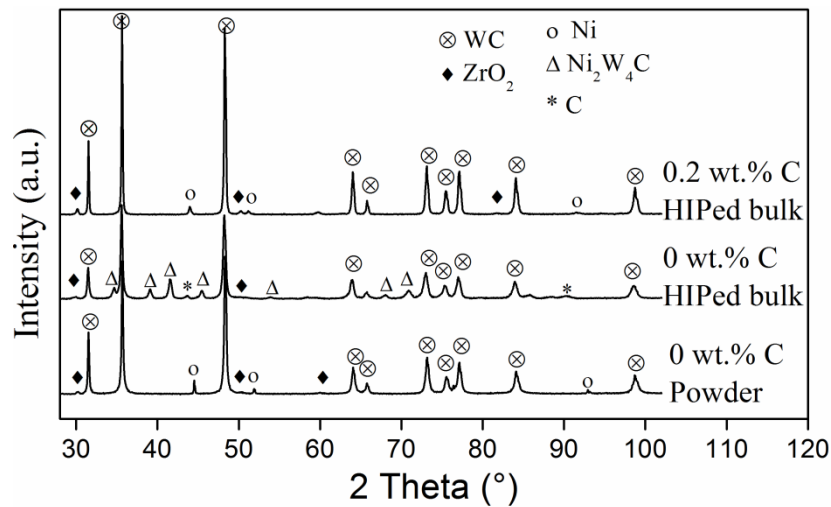 ⊗ WC
o Ni
♦ ZrO₂
Δ Ni₂W₄C
* C
0.2 wt.% C
HIPed bulk
0 wt.% C
HIPed bulk
0 wt.% C
Powder
Intensity (a.u.)
30 40 50 60 70 80 90 100 110 120
2 Theta (°)